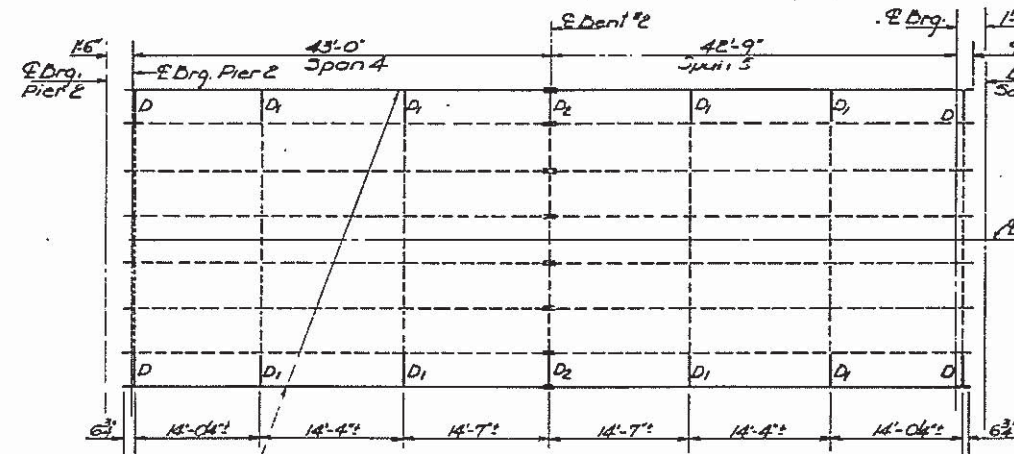 ℄ Bent #2
℄ Brg.
1'-6"
43'-0"
42'-9"
Span 4
℄ Brg.
Pier 2
℄ Brg. Pier 2
D D₁ D₁ D₂ D₁ D₁ D
D D₁ D₁ D₂ D₁ D₁ D
6¾" 14'-0¼"± 14'-4"± 14'-7"± 14'-7"± 14'-4"± 14'-0¼"± 6¾"